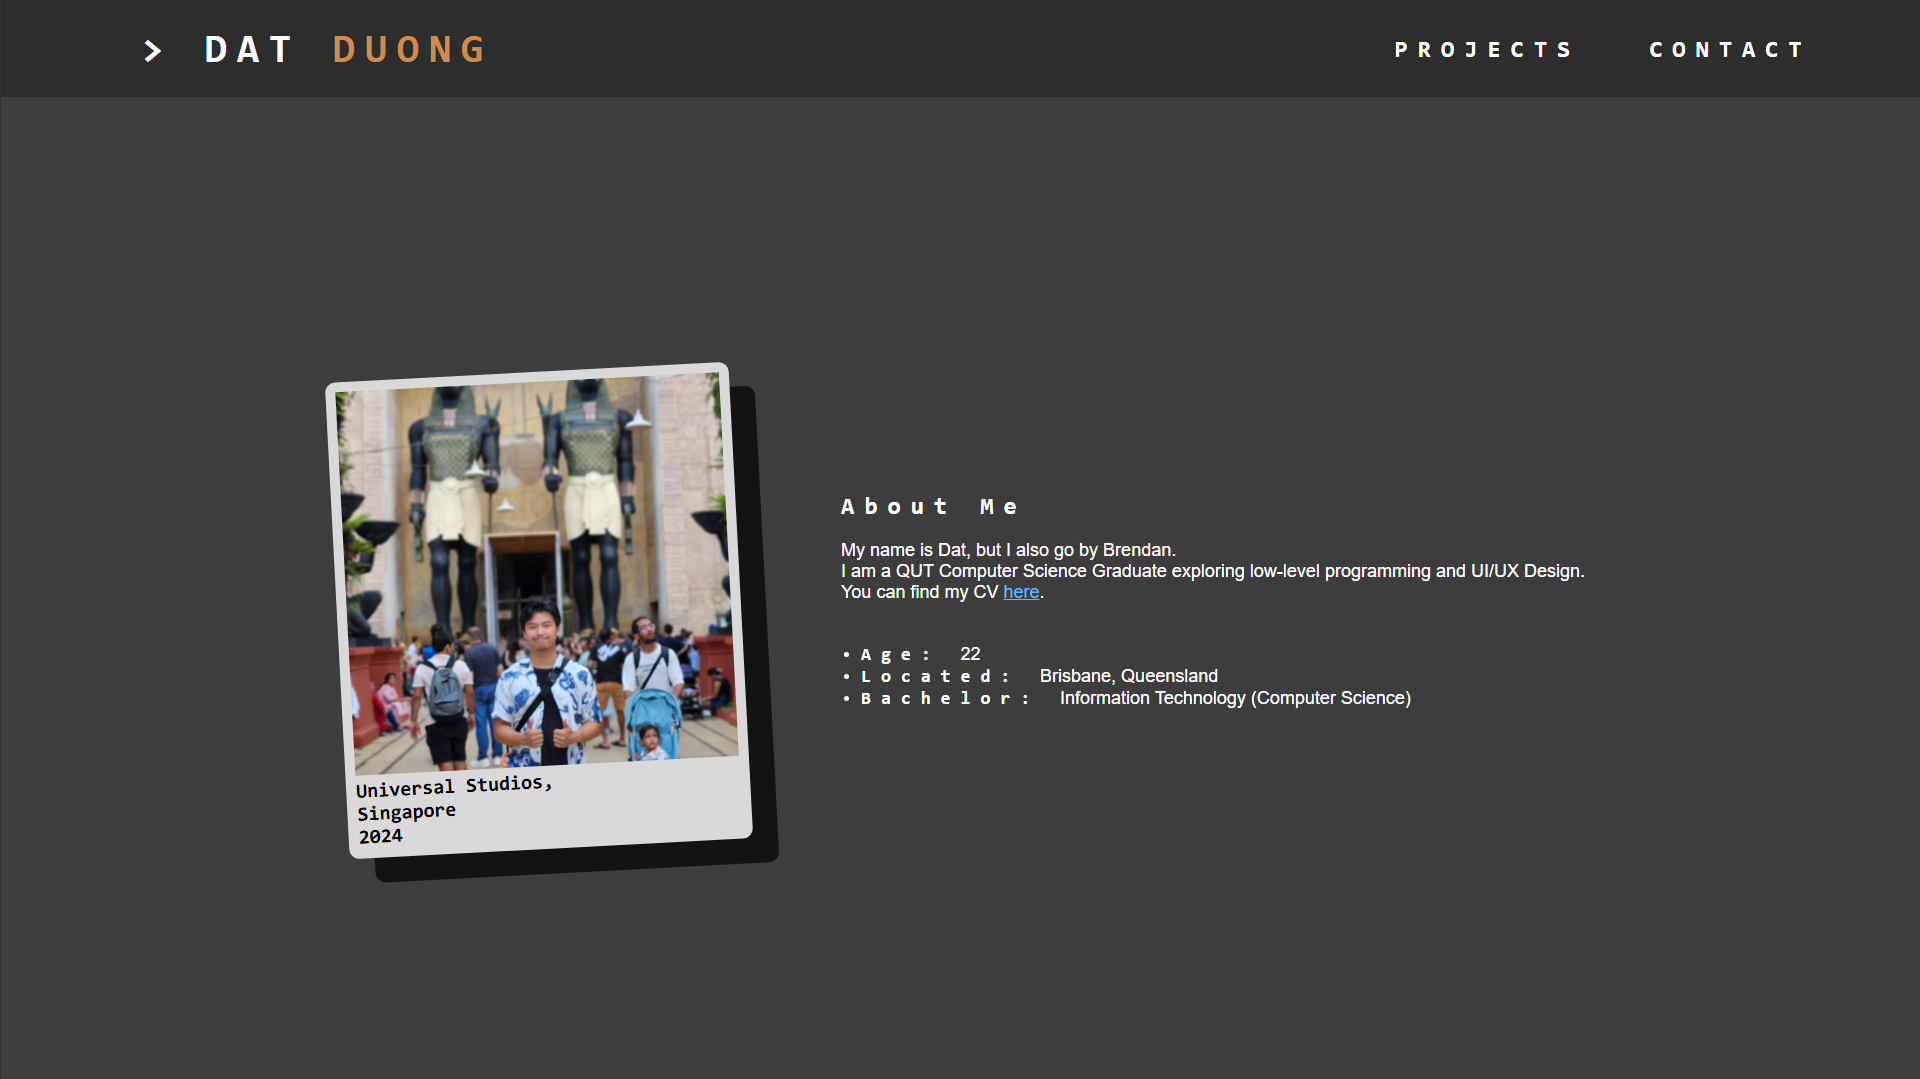 > DAT DUONG
PROJECTS
CONTACT
Universal Studios,
Singapore
2024
About Me
My name is Dat, but I also go by Brendan.
I am a QUT Computer Science Graduate exploring low-level programming and UI/UX Design.
You can find my CV here.
• Age: 22
• Located: Brisbane, Queensland
• Bachelor: Information Technology (Computer Science)